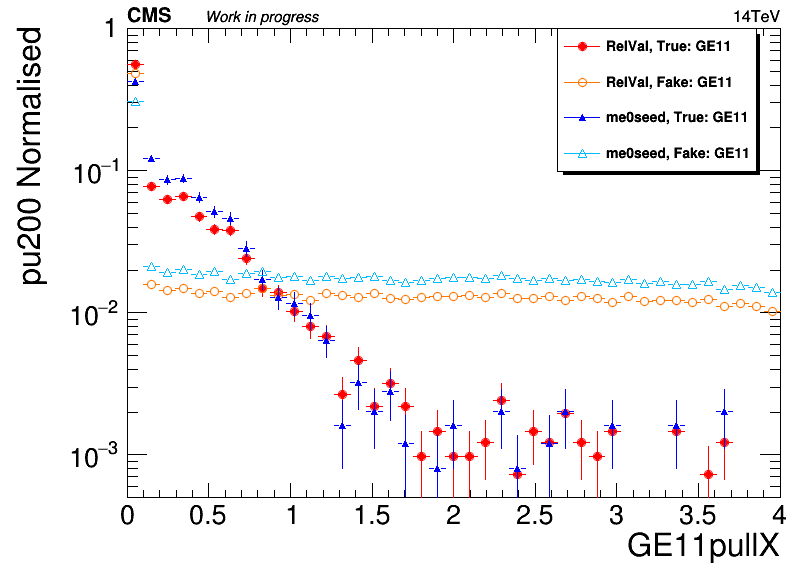 CMS Work in progress 14TeV
pu200 Normalised
1
10⁻¹
10⁻²
10⁻³
RelVal, True: GE11
RelVal, Fake: GE11
me0seed, True: GE11
me0seed, Fake: GE11
0 0.5 1 1.5 2 2.5 3 3.5 4
GE11pullX